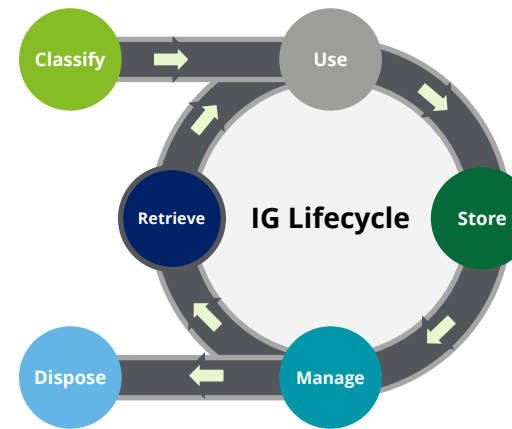 Classify
Use
Retrieve
IG Lifecycle
Store
Dispose
Manage